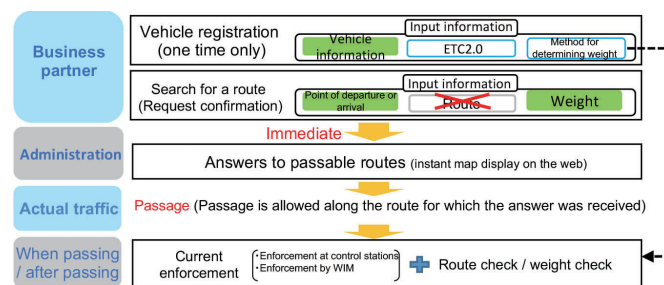 Business
partner
Vehicle registration
(one time only)
Input information
Vehicle
information
ETC2.0
Method for
determining weight
Search for a route
(Request confirmation)
Input information
Point of departure or
arrival
Route
Weight
Immediate
Administration
Answers to passable routes (instant map display on the web)
Actual traffic
Passage (Passage is allowed along the route for which the answer was received)
When passing
/ after passing
Current
enforcement
・Enforcement at control stations
・Enforcement by WIM
Route check / weight check